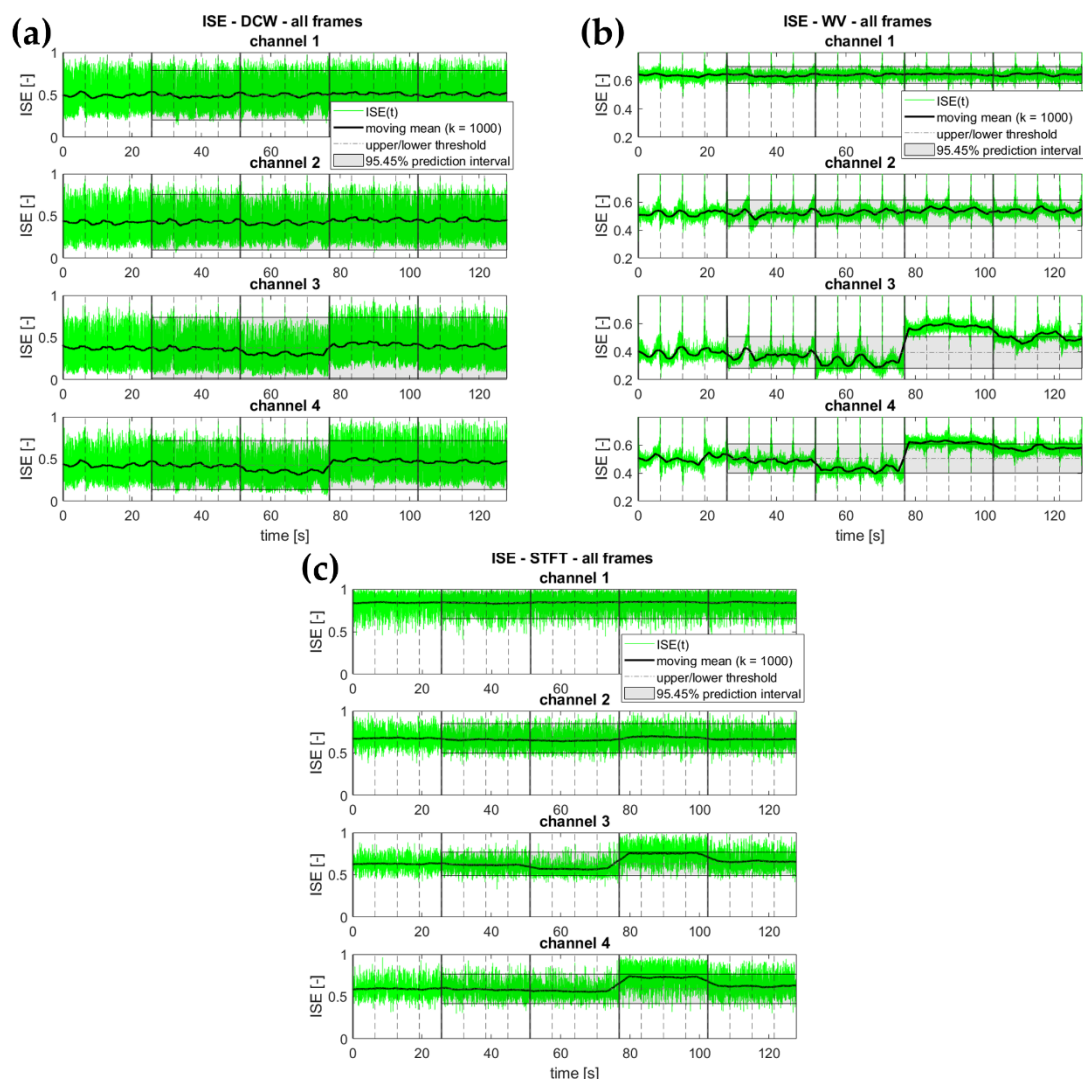 (a)
ISE - DCW - all frames
channel 1
1
0.5
0
ISE [-]
0 20 40 60
ISE(t)
moving mean (k = 1000)
upper/lower threshold
95.45% prediction interval
channel 2
1
0.5
0
ISE [-]
0 20 40 60 80 100 120
channel 3
1
0.5
0
ISE [-]
0 20 40 60 80 100 120
channel 4
1
0.5
0
ISE [-]
0 20 40 60 80 100 120
time [s]
(b)
ISE - WV - all frames
channel 1
0.6
0.4
0.2
ISE [-]
0 20 40 60
ISE(t)
moving mean (k = 1000)
upper/lower threshold
95.45% prediction interval
channel 2
0.6
0.4
0.2
ISE [-]
0 20 40 60 80 100 120
channel 3
0.6
0.4
0.2
ISE [-]
0 20 40 60 80 100 120
channel 4
0.6
0.4
0.2
ISE [-]
0 20 40 60 80 100 120
time [s]
(c)
ISE - STFT - all frames
channel 1
1
0.5
0
ISE [-]
0 20 40 60
ISE(t)
moving mean (k = 1000)
upper/lower threshold
95.45% prediction interval
channel 2
1
0.5
0
ISE [-]
0 20 40 60 80 100 120
channel 3
1
0.5
0
ISE [-]
0 20 40 60 80 100 120
channel 4
1
0.5
0
ISE [-]
0 20 40 60 80 100 120
time [s]